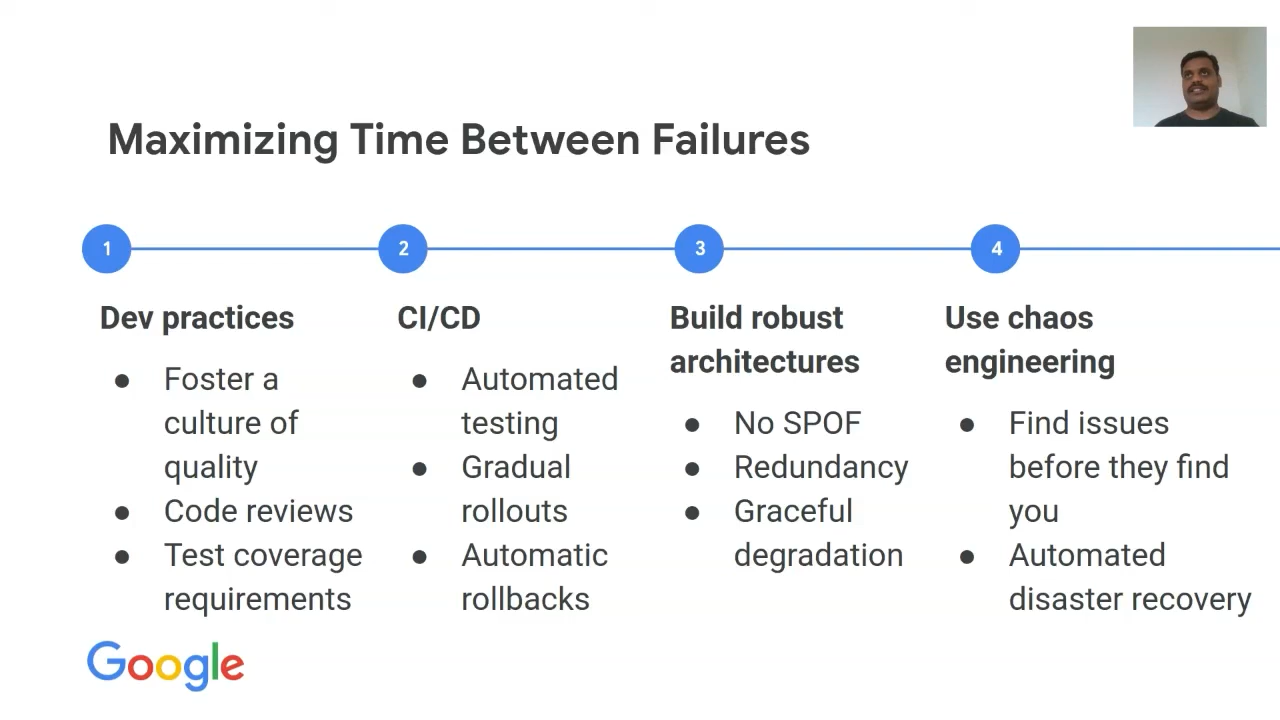 Maximizing Time Between Failures
1
2
3
4
Dev practices
Foster a
culture of
quality
Code reviews
Test coverage
requirements
CI/CD
Automated
testing
Gradual
rollouts
Automatic
rollbacks
Build robust
architectures
No SPOF
Redundancy
Graceful
degradation
Use chaos
engineering
Find issues
before they find
you
Automated
disaster recovery
Google